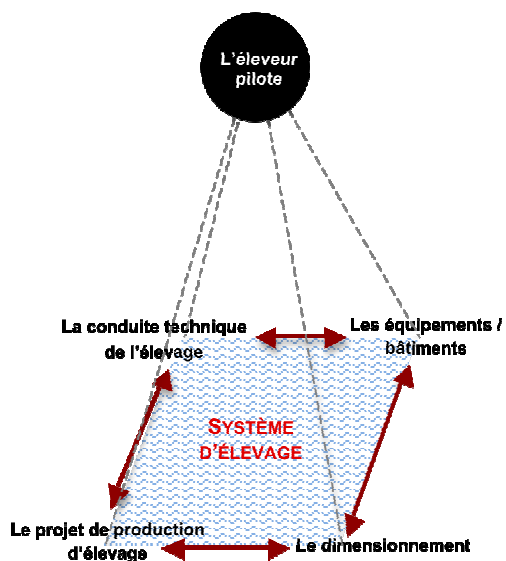 L'éleveur
pilote
La conduite technique
de l'élevage
Les équipements /
bâtiments
SYSTÈME
D'ÉLEVAGE
Le projet de production
d'élevage
Le dimensionnement